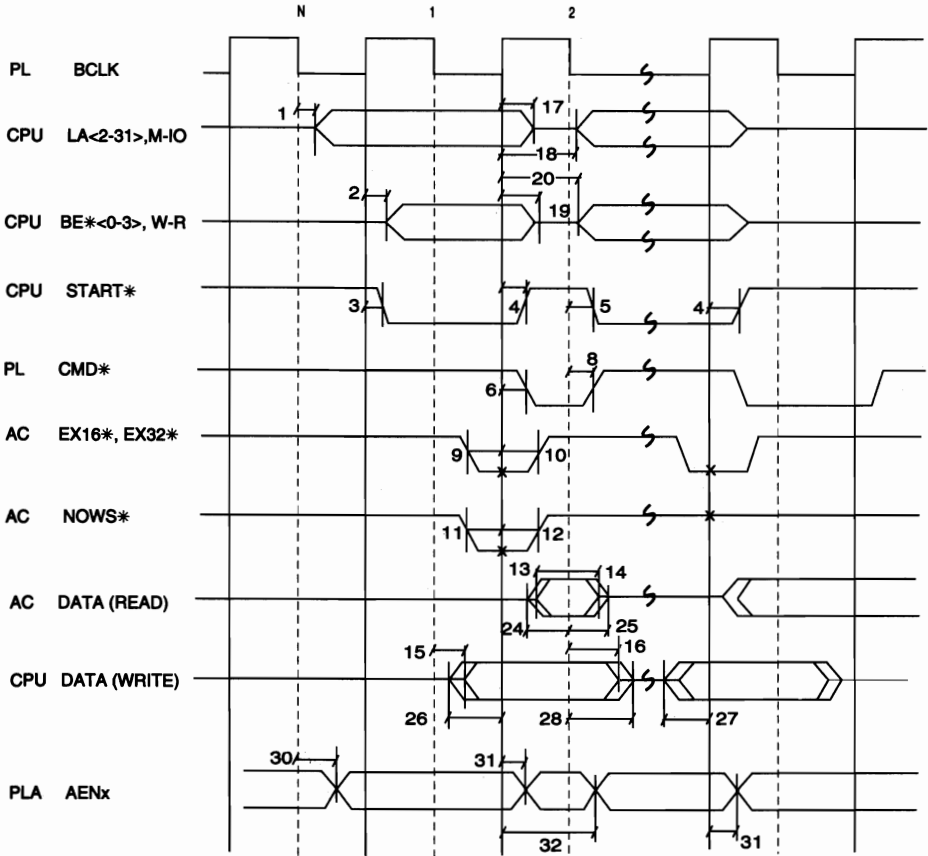 N 1 2
PL BCLK
1 17
CPU LA<2-31>,M-IO
18
20
2
CPU BE*<0-3>, W-R 19
CPU START*
3 4 5 4
PL CMD* 8
6
AC EX16*, EX32*
9 10
AC NOWS*
11 12
13 14
AC DATA (READ)
24 25
15 16
CPU DATA (WRITE)
26 28 27
30 31
PLA AENx
32 31